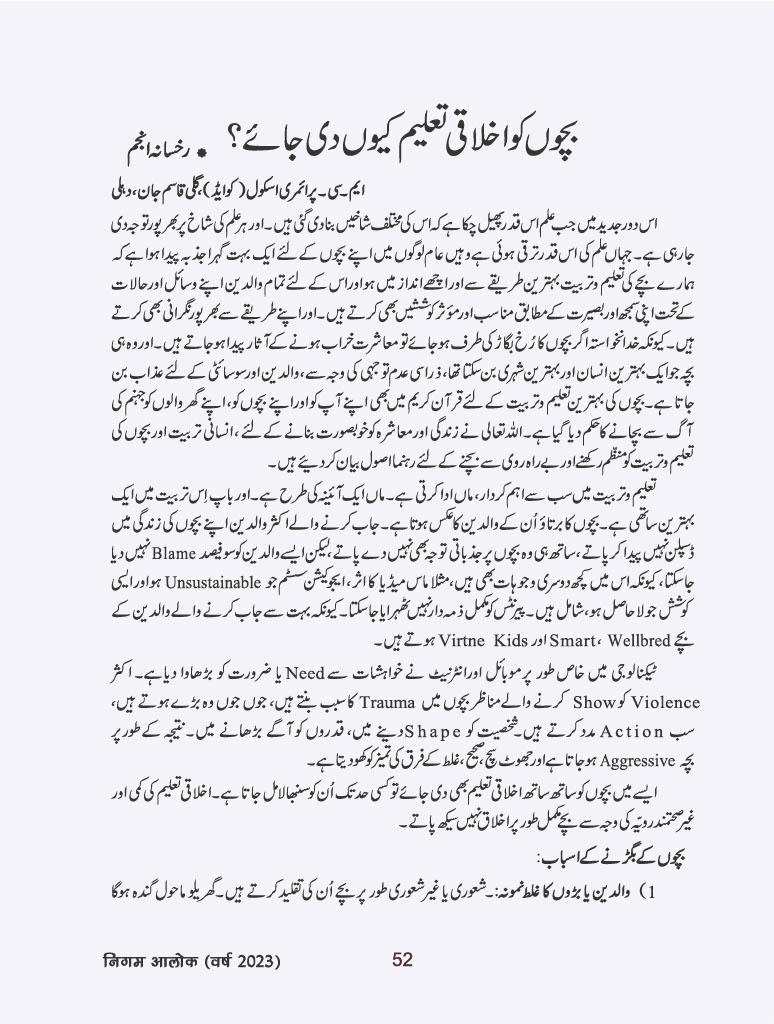 بچوں کو اخلاقی تعلیم کیوں دی جائے؟ * رخسانہ انجم
ایم۔سی۔ پرائمری اسکول (کوایڈ)، گلی قاسم جان، دہلی
اس دور جدید میں جب علم اس قدر پھیل چکا ہے کہ اس کی مختلف شاخیں بنا دی گئی ہیں۔ اور ہر علم کی شاخ پر بھرپور توجہ دی
جا رہی ہے۔ جہاں علم کی اس قدر ترقی ہوئی ہے وہیں عام لوگوں میں اپنے بچوں کے لئے ایک بہت گہرا جذبہ پیدا ہوا ہے کہ
ہمارے بچے کی تعلیم و تربیت بہترین طریقے سے اور اچھے انداز میں ہو اور اس کے لئے تمام والدین اپنے وسائل اور حالات
کے تحت اپنی سمجھ اور بصیرت کے مطابق مناسب اور مؤثر کوششیں بھی کرتے ہیں۔ اور اپنے طریقے سے بھرپور نگرانی بھی کرتے
ہیں۔ کیونکہ خدانخواستہ اگر بچوں کا رُخ بگاڑ کی طرف ہو جائے تو معاشرت خراب ہونے کے آثار پیدا ہو جاتے ہیں۔ اور وہ ہی
بچہ جو ایک بہترین انسان اور بہترین شہری بن سکتا تھا، ذرا سی عدم توجہی کی وجہ سے، والدین اور سوسائٹی کے لئے عذاب بن
جاتا ہے۔ بچوں کی بہترین تعلیم و تربیت کے لئے قرآن کریم میں بھی اپنے آپ کو اور اپنے بچوں کو، اپنے گھر والوں کو جہنم کی
آگ سے بچانے کا حکم دیا گیا ہے۔ اللہ تعالیٰ نے زندگی اور معاشرہ کو خوبصورت بنانے کے لئے، انسانی تربیت اور بچوں کی
تعلیم و تربیت کو منظّم رکھنے اور بے راہ روی سے بچنے کے لئے رہنما اصول بیان کر دیئے ہیں۔
تعلیم و تربیت میں سب سے اہم کردار، ماں ادا کرتی ہے۔ ماں ایک آئینہ کی طرح ہے۔ اور باپ اِس تربیت میں ایک
بہترین ساتھی ہے۔ بچوں کا برتاؤ اُن کے والدین کا عکس ہوتا ہے۔ جاب کرنے والے اکثر والدین اپنے بچوں کی زندگی میں
ڈسپلن نہیں پیدا کر پاتے، ساتھ ہی وہ بچوں پر جذباتی توجہ بھی نہیں دے پاتے، لیکن ایسے والدین کو سو فیصد Blame نہیں دیا
جا سکتا، کیونکہ اس میں کچھ دوسری وجوہات بھی ہیں، مثلاً ماس میڈیا کا اثر، ایجوکیشن سسٹم جو Unsustainable ہو اور ایسی
کوشش جو لا حاصل ہو، شامل ہیں۔ پیرنٹس کو مکمل ذمہ دار نہیں ٹھہرایا جا سکتا۔ کیونکہ بہت سے جاب کرنے والے والدین کے
بچے Smart، Wellbred اور Virtne Kids ہوتے ہیں۔
ٹیکنالوجی میں خاص طور پر موبائل اور انٹرنیٹ نے خواہشات سے Need یا ضرورت کو بڑھاوا دیا ہے۔ اکثر
Violence کو Show کرنے والے مناظر بچوں میں Trauma کا سبب بنتے ہیں، جوں جوں وہ بڑے ہوتے ہیں،
سب Action مدد کرتے ہیں۔ شخصیت کو Shape دینے میں، قدروں کو آگے بڑھانے میں۔ نتیجہ کے طور پر
بچہ Aggressive ہو جاتا ہے اور جھوٹ سچ، صحیح، غلط کے فرق کی تمیز کو کھو دیتا ہے۔
ایسے میں بچوں کو ساتھ ساتھ اخلاقی تعلیم بھی دی جائے تو کسی حد تک اُن کو سنبھالا مل جاتا ہے۔ اخلاقی تعلیم کی کمی اور
غیر صحتمند رویّہ کی وجہ سے بچے مکمل طور پر اخلاق نہیں سیکھ پاتے۔
بچوں کے بگڑنے کے اسباب:
1) والدین یا بڑوں کا غلط نمونہ:۔ شعوری یا غیر شعوری طور پر بچے اُن کی تقلید کرتے ہیں۔ گھریلو ماحول گندہ ہوگا
निगम आलोक (वर्ष 2023) 52